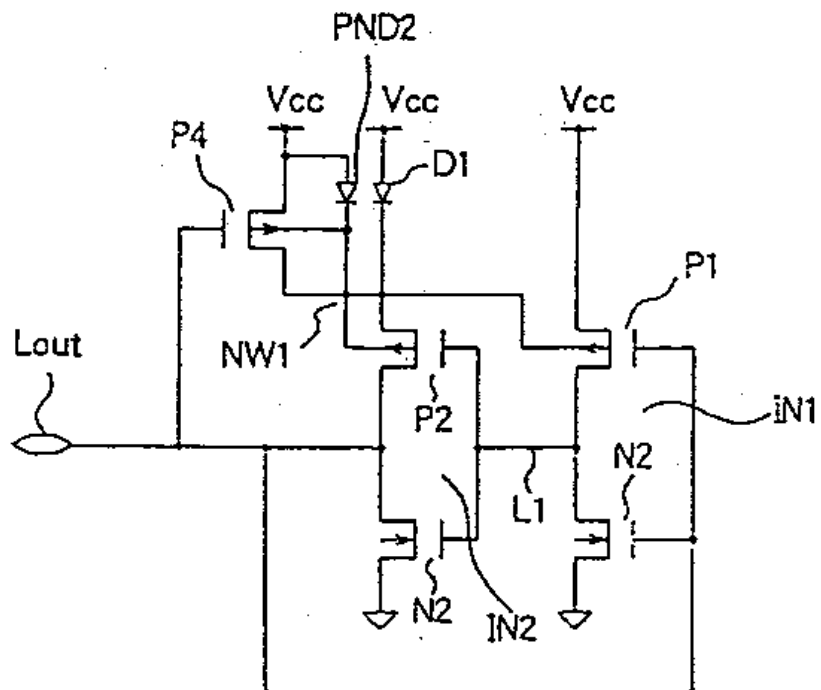 PND2
Vcc Vcc Vcc
P4
D1
P1
Lout
NW1
P2
IN1
L1
N2
N2
IN2